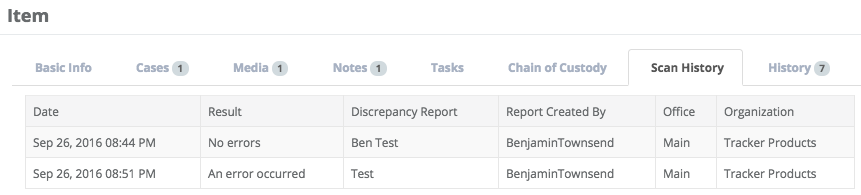 Item
Basic Info Cases 1 Media 1 Notes 1 Tasks Chain of Custody Scan History History 7
Date Result Discrepancy Report Report Created By Office Organization
Sep 26, 2016 08:44 PM No errors Ben Test BenjaminTownsend Main Tracker Products
Sep 26, 2016 08:51 PM An error occurred Test BenjaminTownsend Main Tracker Products